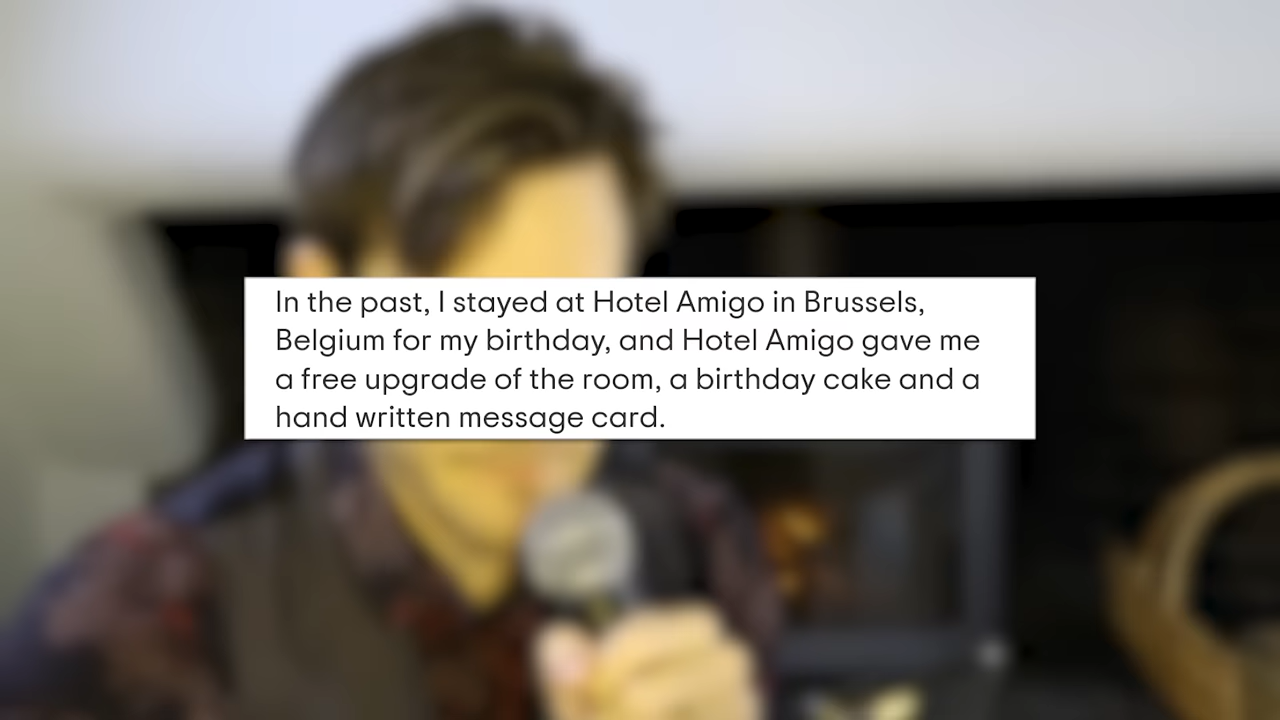 In the past, I stayed at Hotel Amigo in Brussels,
Belgium for my birthday, and Hotel Amigo gave me
a free upgrade of the room, a birthday cake and a
hand written message card.